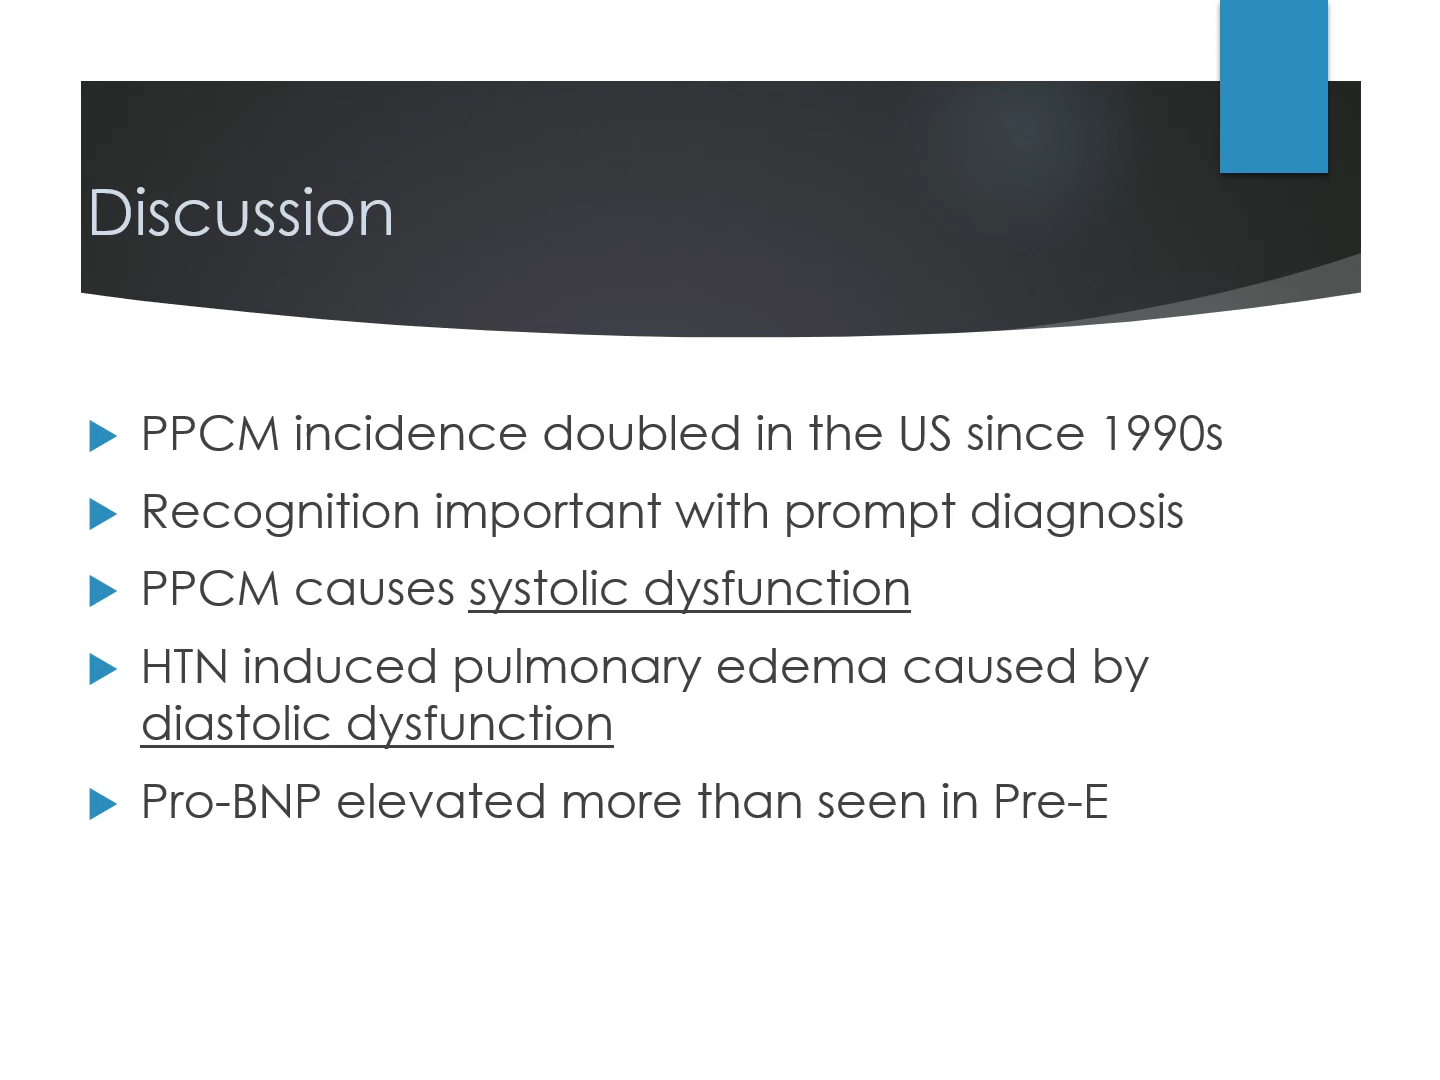 Discussion
PPCM incidence doubled in the US since 1990s
Recognition important with prompt diagnosis
PPCM causes systolic dysfunction
HTN induced pulmonary edema caused by
diastolic dysfunction
Pro-BNP elevated more than seen in Pre-E